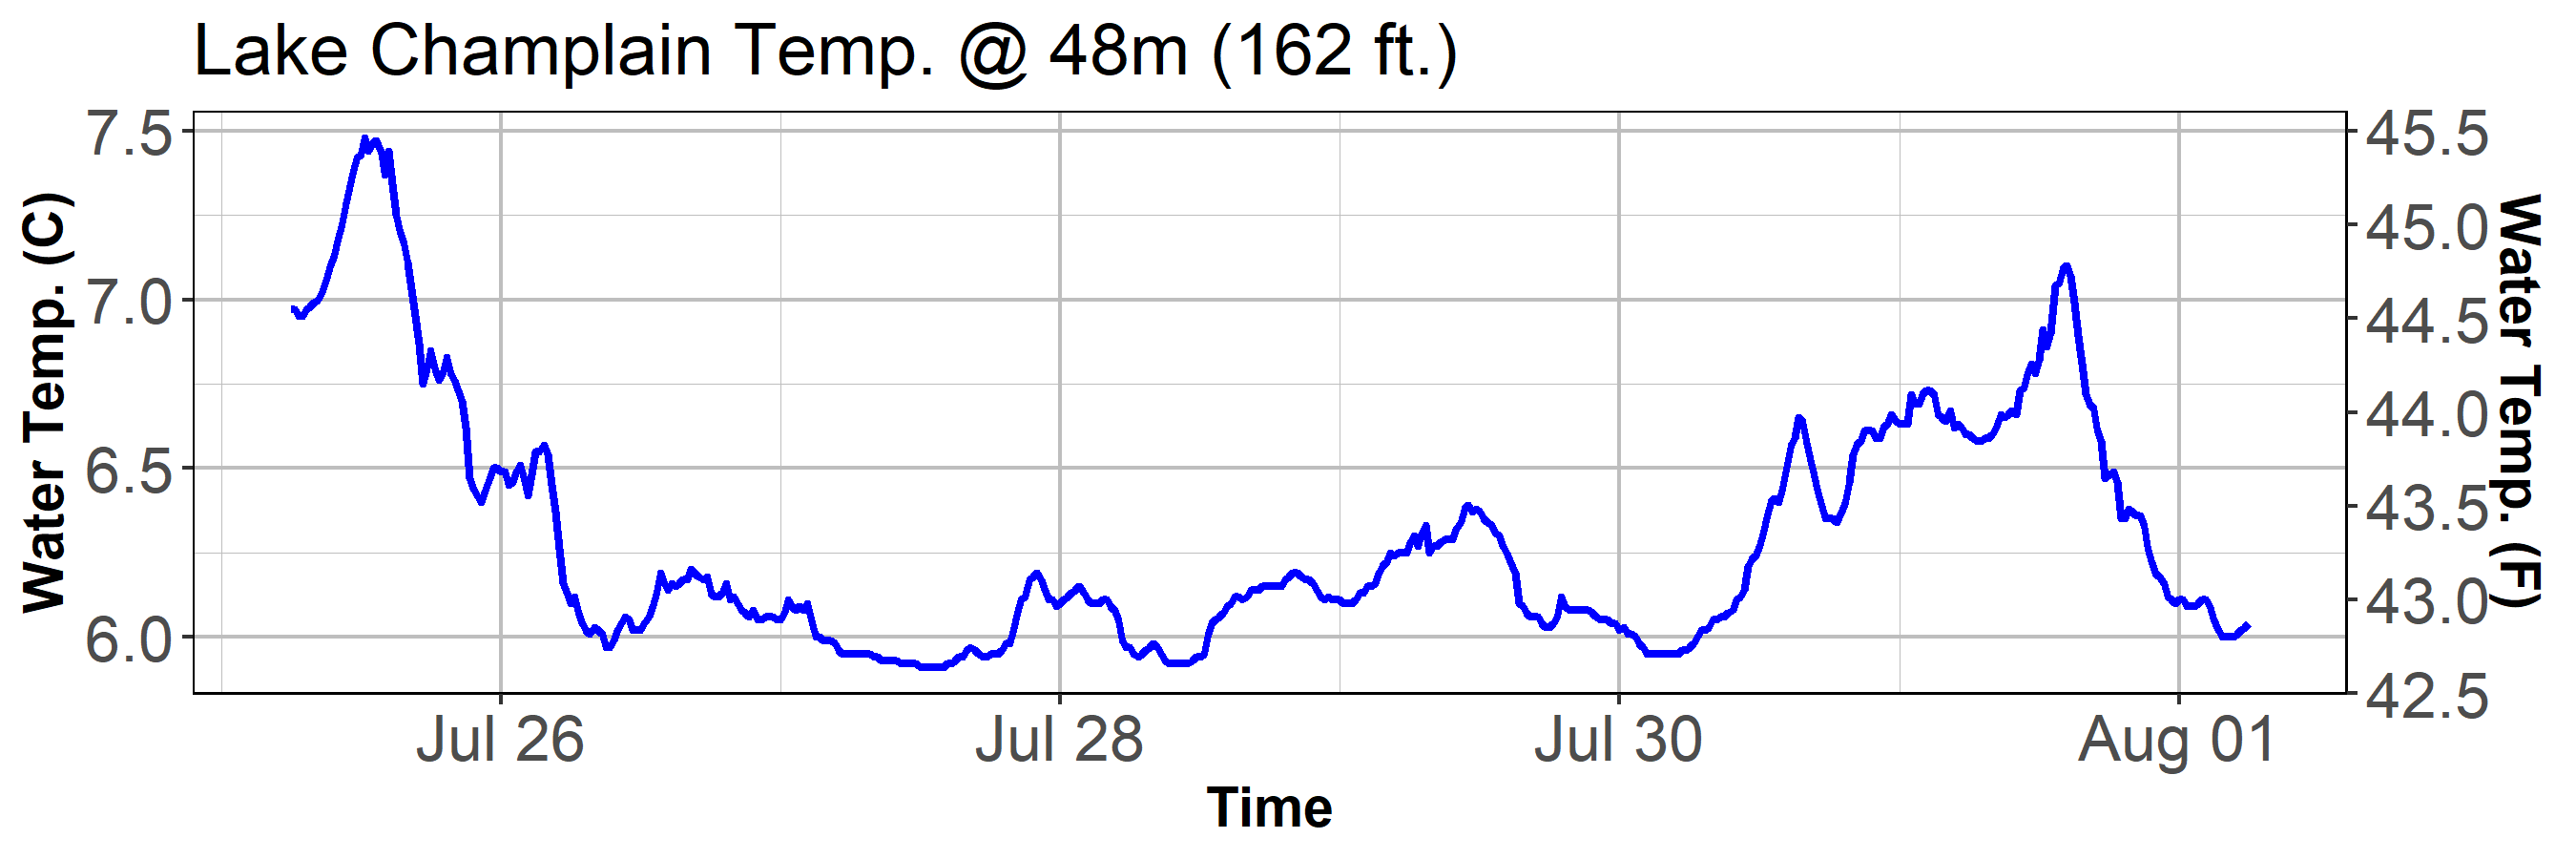 Lake Champlain Temp. @ 48m (162 ft.)
Water Temp. (C)
7.5
7.0
6.5
6.0
45.5
45.0
44.5
44.0
43.5
43.0
42.5
Water Temp. (F)
Jul 26
Jul 28
Jul 30
Aug 01
Time